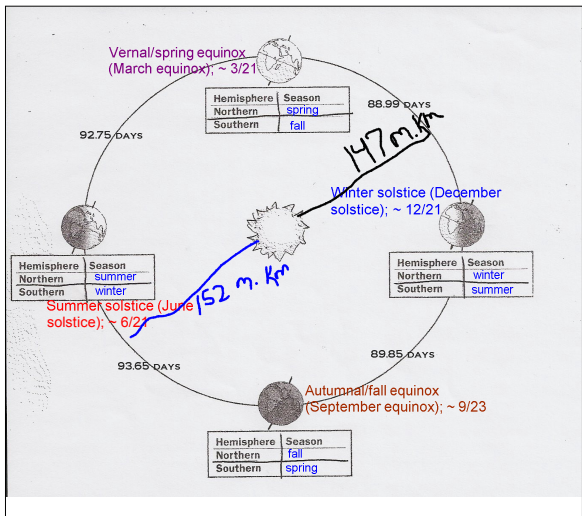 Vernal/spring equinox
(March equinox); ~ 3/21
Hemisphere Season
Northern spring
Southern fall
88.99 DAYS
92.75 DAYS
147 m. Km
Winter solstice (December
solstice); ~ 12/21
Hemisphere Season
Northern summer
Southern winter
Hemisphere Season
Northern winter
Southern summer
152 m. Km
Summer solstice (June
solstice); ~ 6/21
93.65 DAYS
89.85 DAYS
Autumnal/fall equinox
(September equinox); ~ 9/23
Hemisphere Season
Northern fall
Southern spring